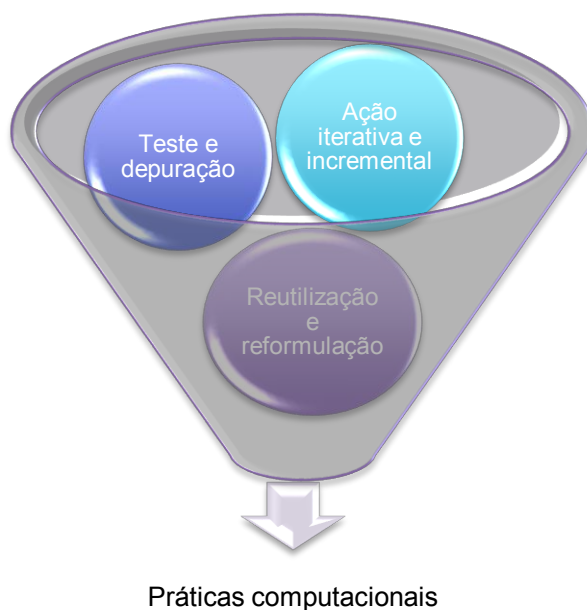 Teste e
depuração
Ação
iterativa e
incremental
Reutilização
e
reformulação
Práticas computacionais